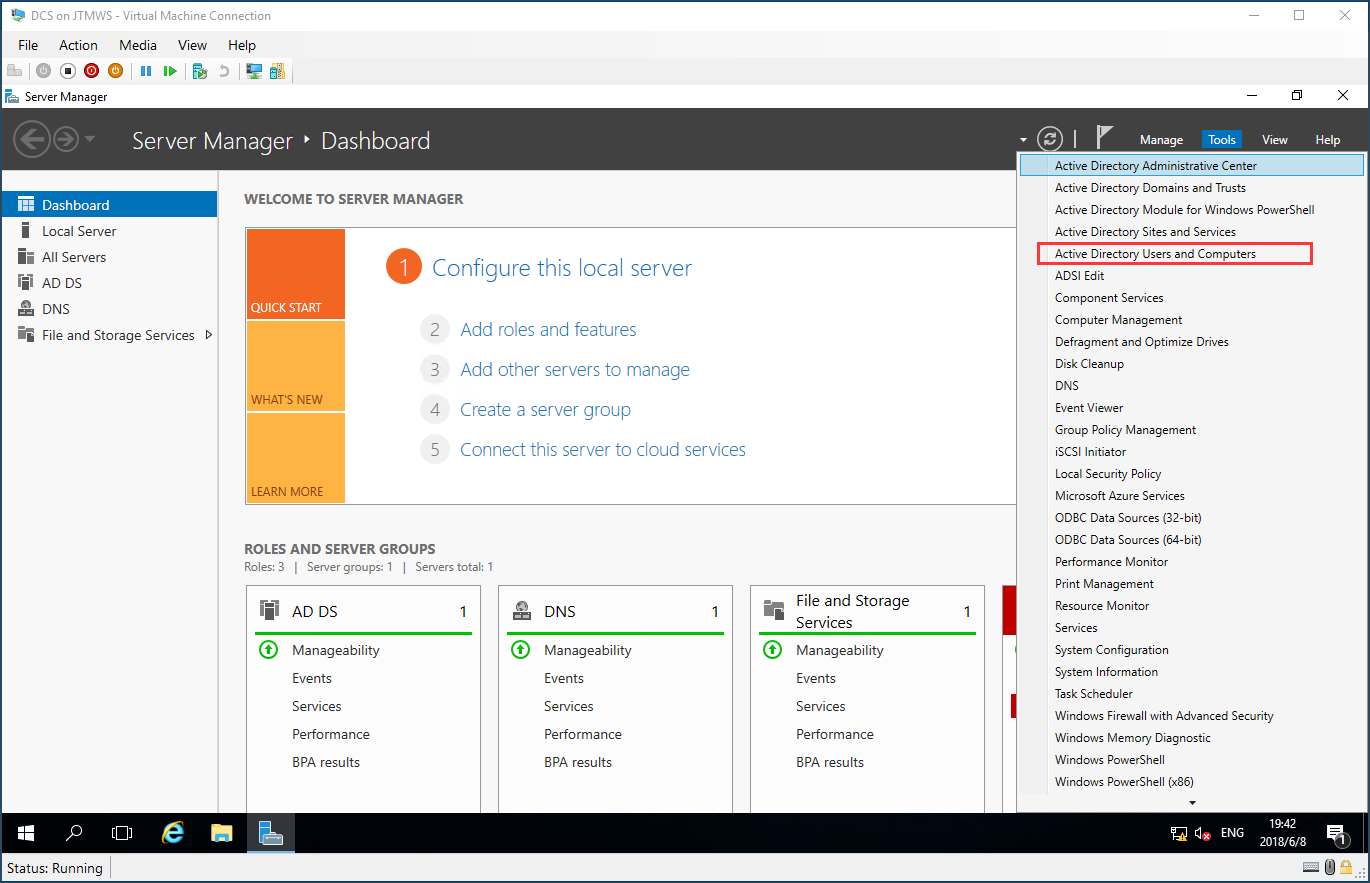 DCS on JTMWS - Virtual Machine Connection
File Action Media View Help
Server Manager
Server Manager ‣ Dashboard
Manage Tools View Help
Dashboard
Local Server
All Servers
AD DS
DNS
File and Storage Services
WELCOME TO SERVER MANAGER
QUICK START
WHAT'S NEW
LEARN MORE
1 Configure this local server
2 Add roles and features
3 Add other servers to manage
4 Create a server group
5 Connect this server to cloud services
ROLES AND SERVER GROUPS
Roles: 3 | Server groups: 1 | Servers total: 1
AD DS 1
Manageability
Events
Services
Performance
BPA results
DNS 1
Manageability
Events
Services
Performance
BPA results
File and Storage
Services 1
Manageability
Events
Services
Performance
BPA results
Active Directory Administrative Center
Active Directory Domains and Trusts
Active Directory Module for Windows PowerShell
Active Directory Sites and Services
Active Directory Users and Computers
ADSI Edit
Component Services
Computer Management
Defragment and Optimize Drives
Disk Cleanup
DNS
Event Viewer
Group Policy Management
iSCSI Initiator
Local Security Policy
Microsoft Azure Services
ODBC Data Sources (32-bit)
ODBC Data Sources (64-bit)
Performance Monitor
Print Management
Resource Monitor
Services
System Configuration
System Information
Task Scheduler
Windows Firewall with Advanced Security
Windows Memory Diagnostic
Windows PowerShell
Windows PowerShell (x86)
ENG
19:42
2018/6/8
1
Status: Running